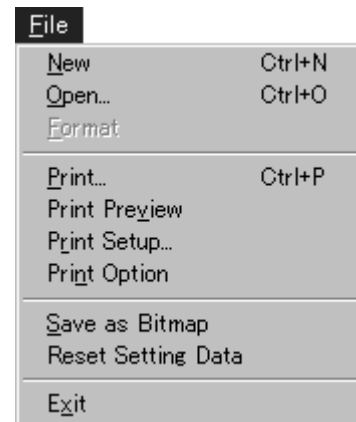 File
New Ctrl+N
Open... Ctrl+O
Format
Print... Ctrl+P
Print Preview
Print Setup...
Print Option
Save as Bitmap
Reset Setting Data
Exit